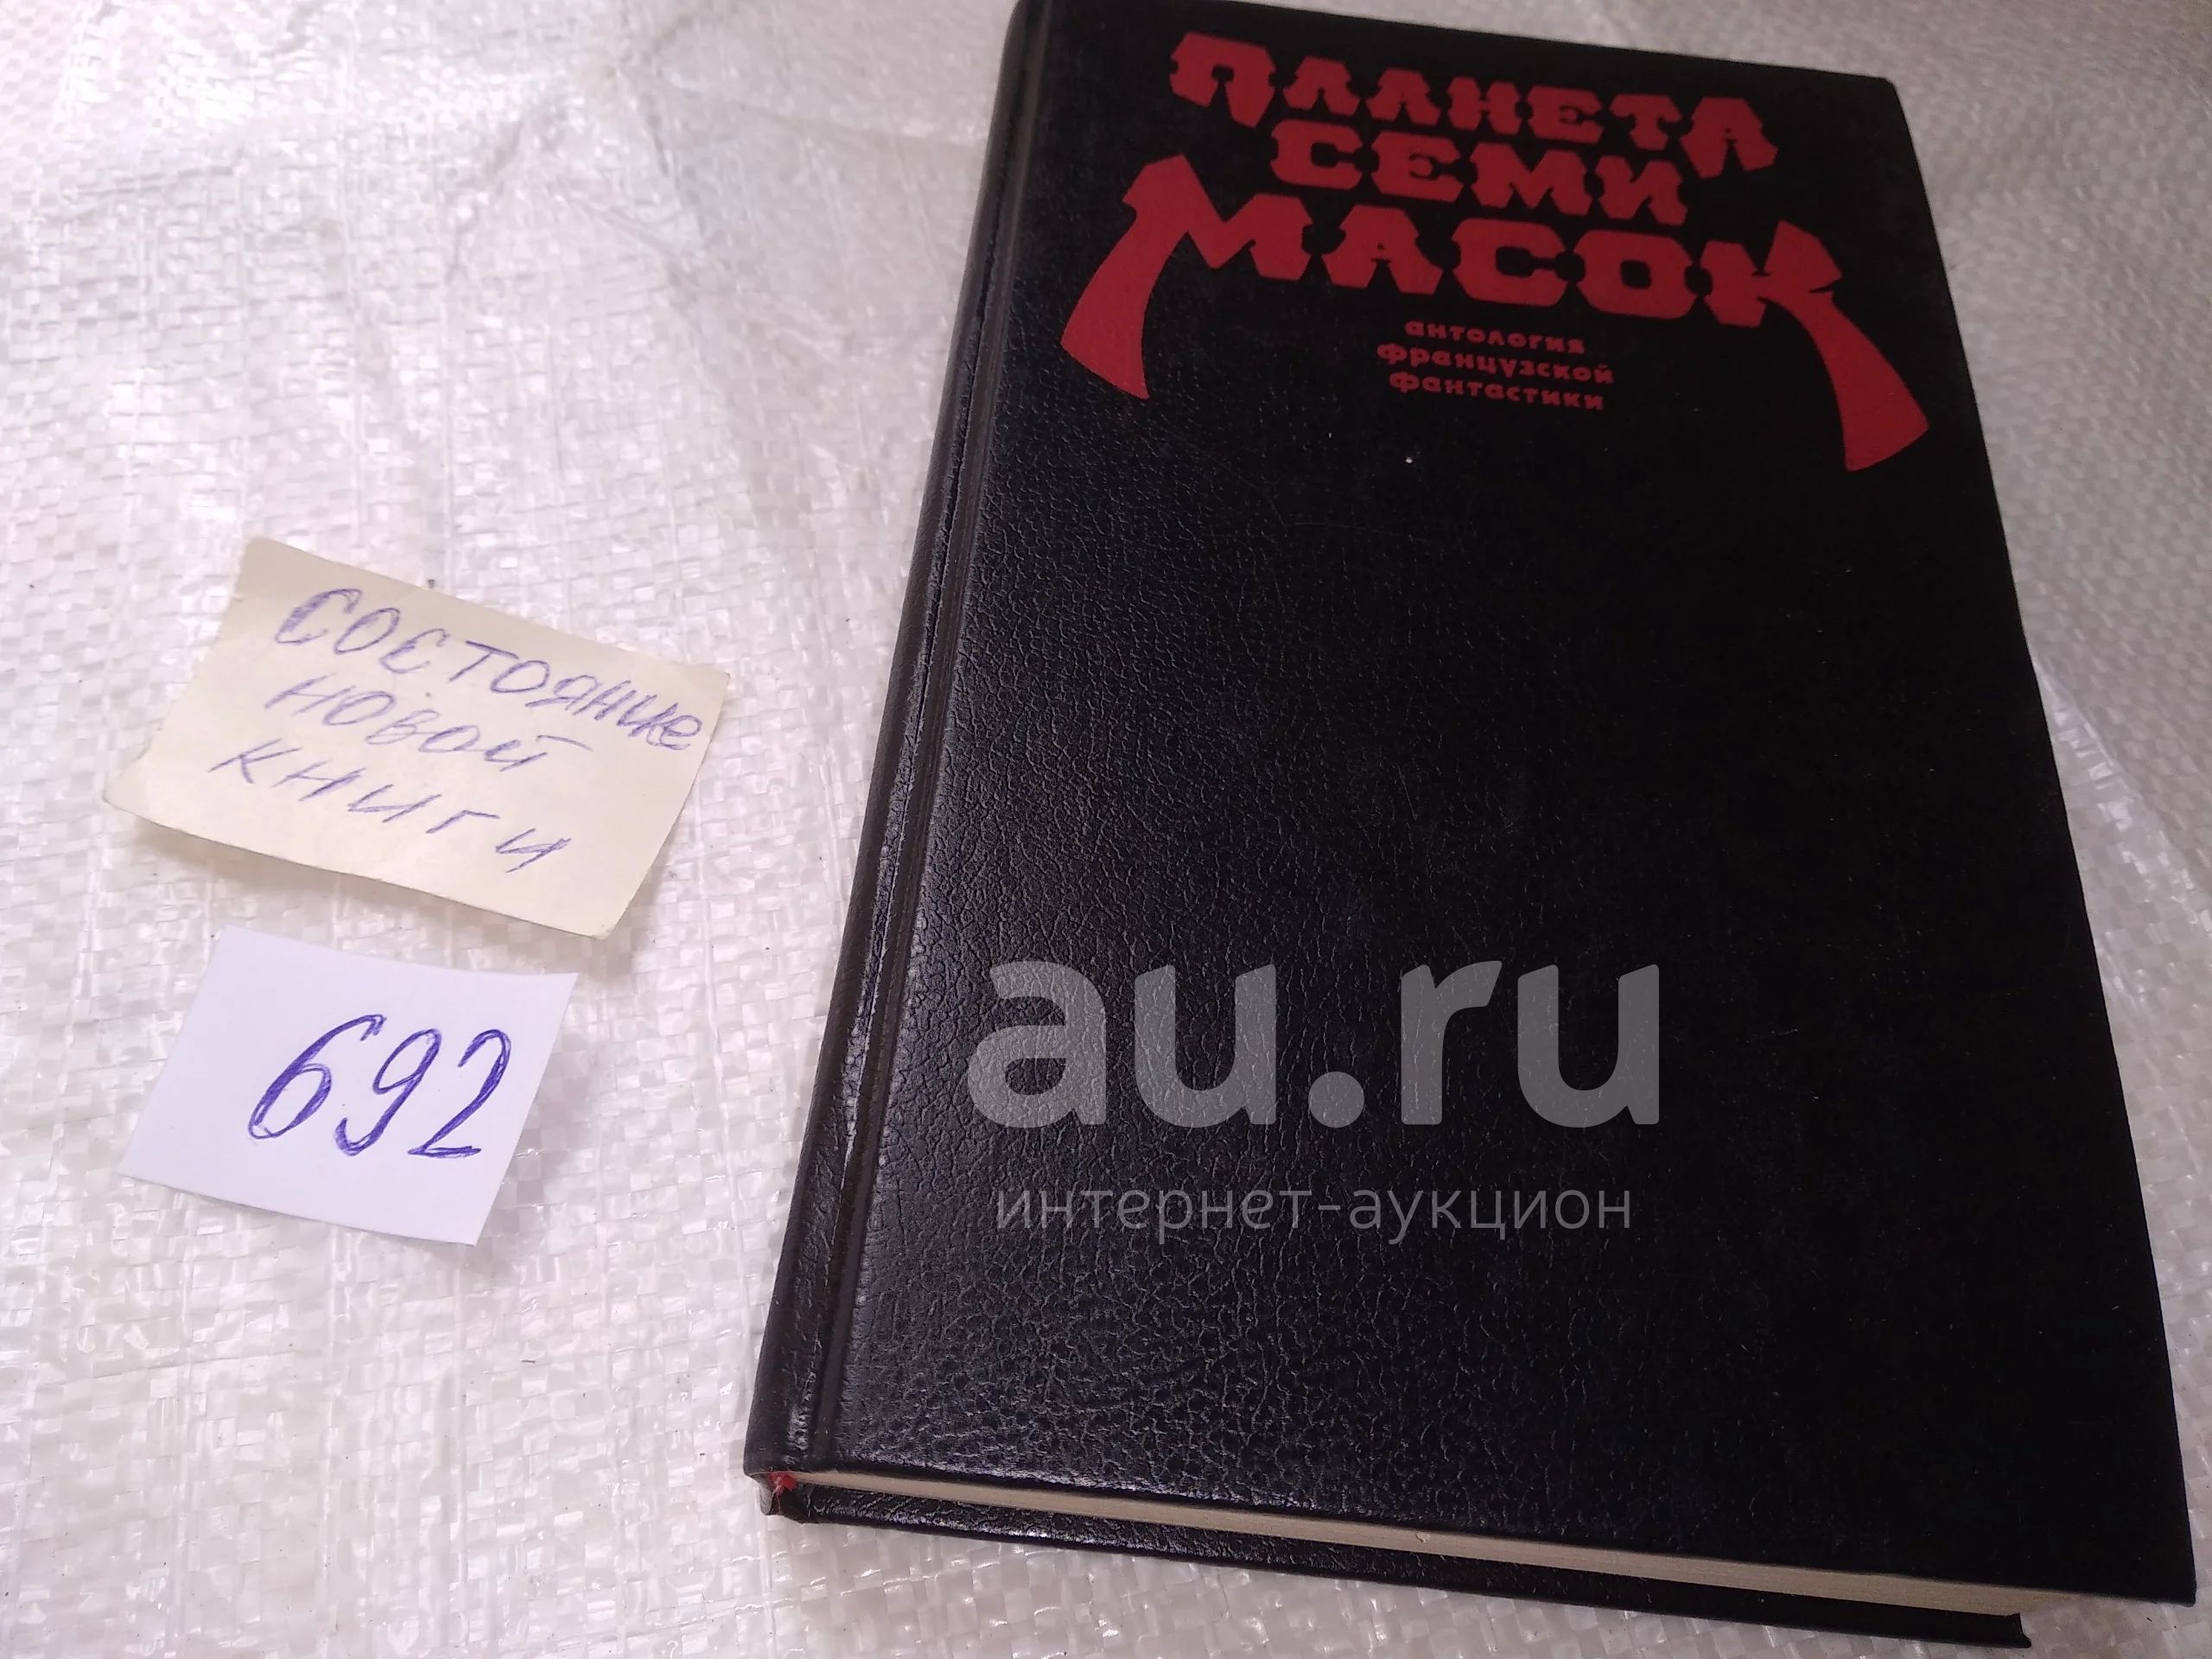 ПЛАНЕТА
СЕМИ
МАСОК
антология
французской
фантастики
состояние
новой
книги
692
au.ru
интернет-аукцион